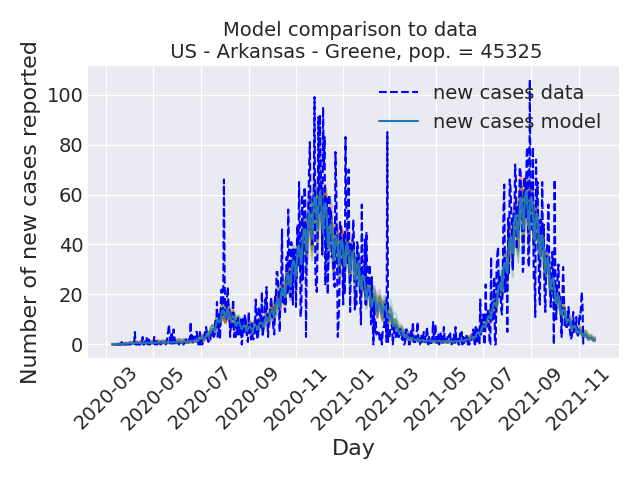 Model comparison to data
US - Arkansas - Greene, pop. = 45325
Number of new cases reported
100
80
60
40
20
0
new cases data
new cases model
2020-03
2020-05
2020-07
2020-09
2020-11
2021-01
2021-03
2021-05
2021-07
2021-09
2021-11
Day